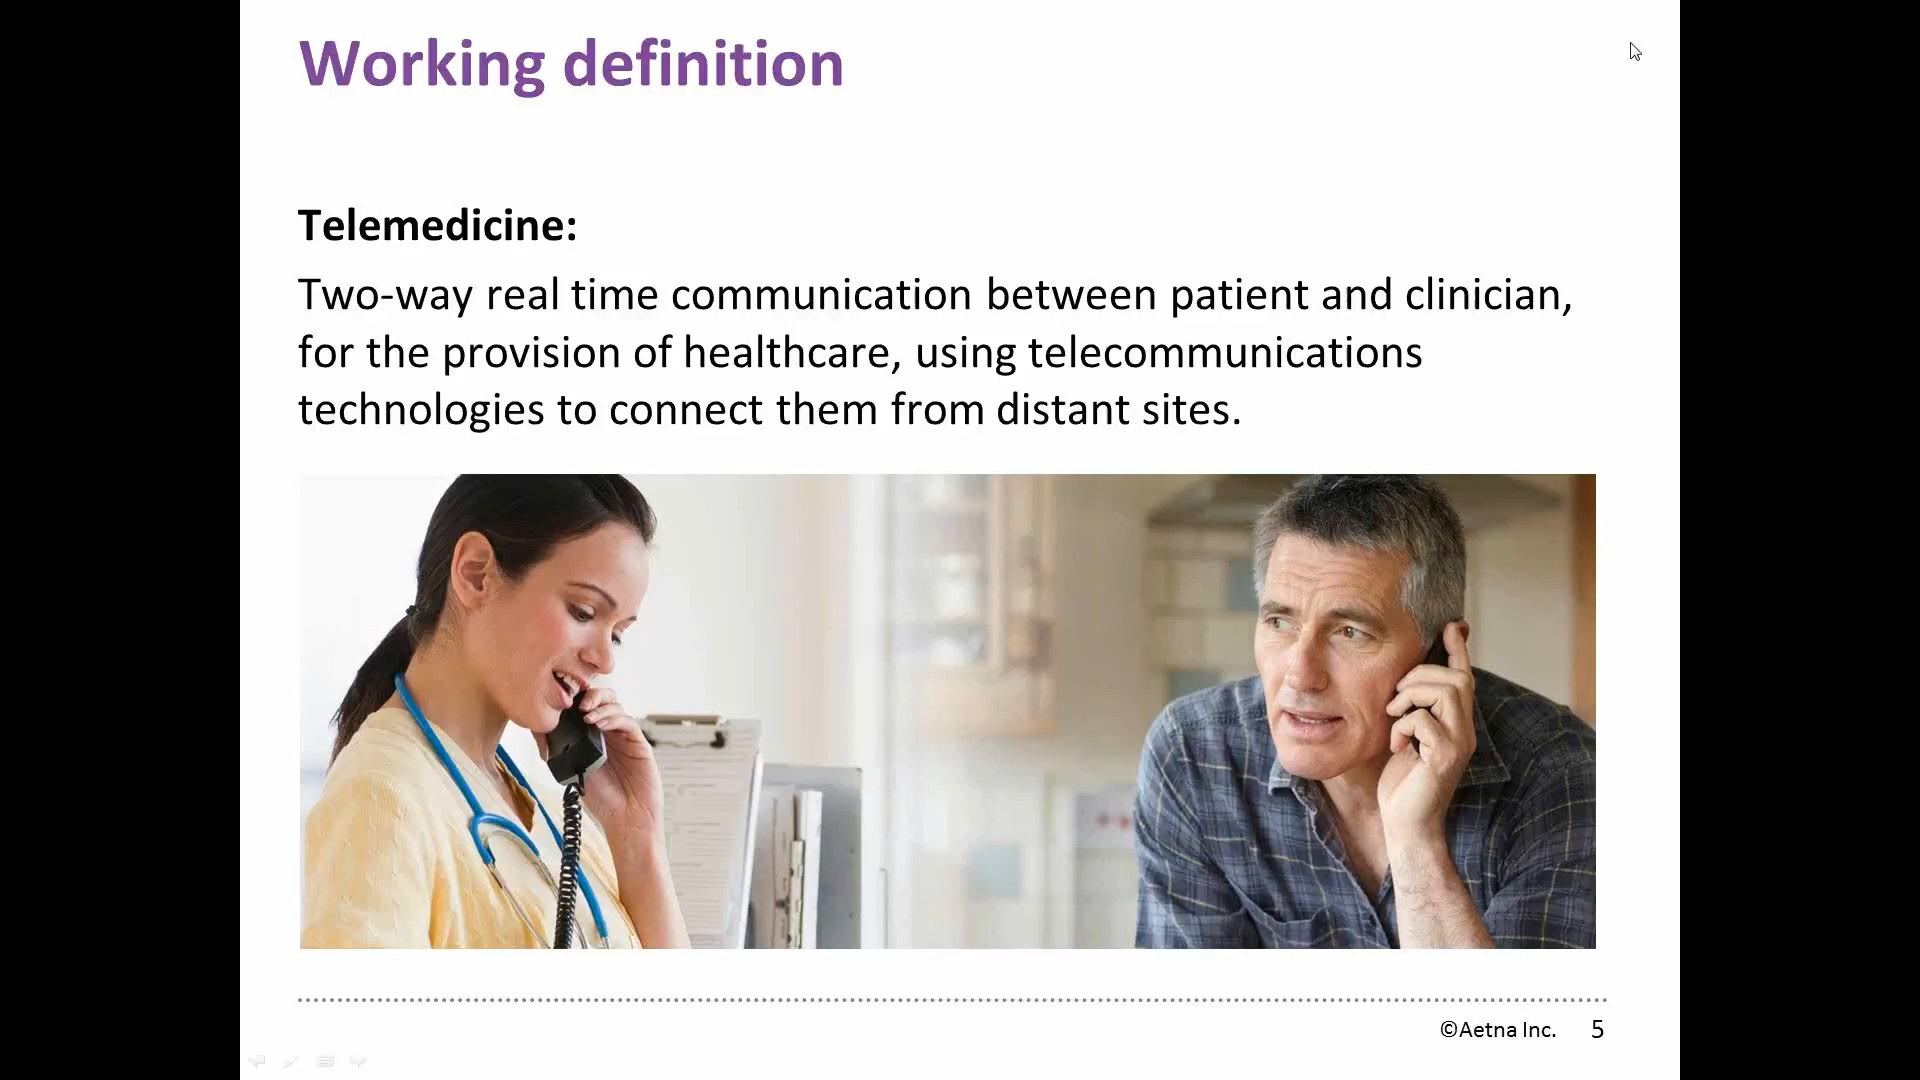 Working definition
Telemedicine:
Two-way real time communication between patient and clinician,
for the provision of healthcare, using telecommunications
technologies to connect them from distant sites.
©Aetna Inc. 5